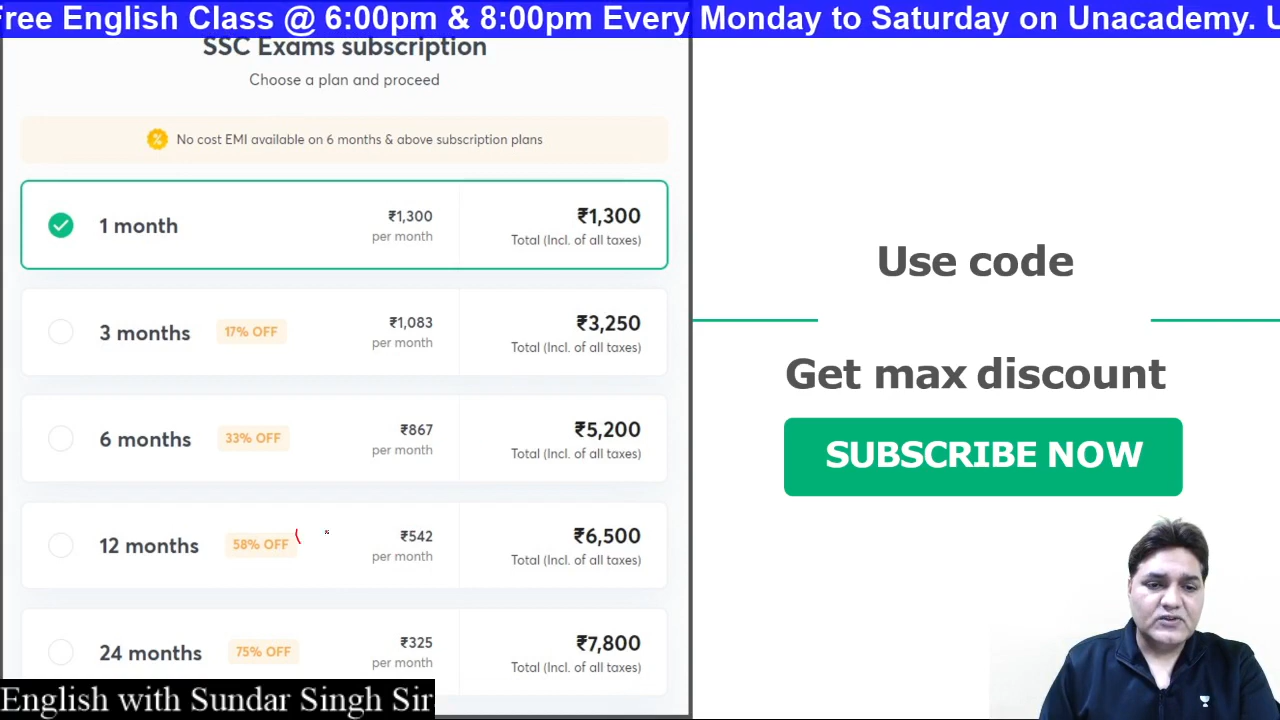 Free English Class @ 6:00pm & 8:00pm Every Monday to Saturday on Unacademy. U
SSC Exams subscription
Choose a plan and proceed
No cost EMI available on 6 months & above subscription plans
1 month
₹1,300
per month
₹1,300
Total (Incl. of all taxes)
3 months
17% OFF
₹1,083
per month
₹3,250
Total (Incl. of all taxes)
6 months
33% OFF
₹867
per month
₹5,200
Total (Incl. of all taxes)
12 months
58% OFF
₹542
per month
₹6,500
Total (Incl. of all taxes)
24 months
75% OFF
₹325
per month
₹7,800
Total (Incl. of all taxes)
Use code
Get max discount
SUBSCRIBE NOW
English with Sundar Singh Sir